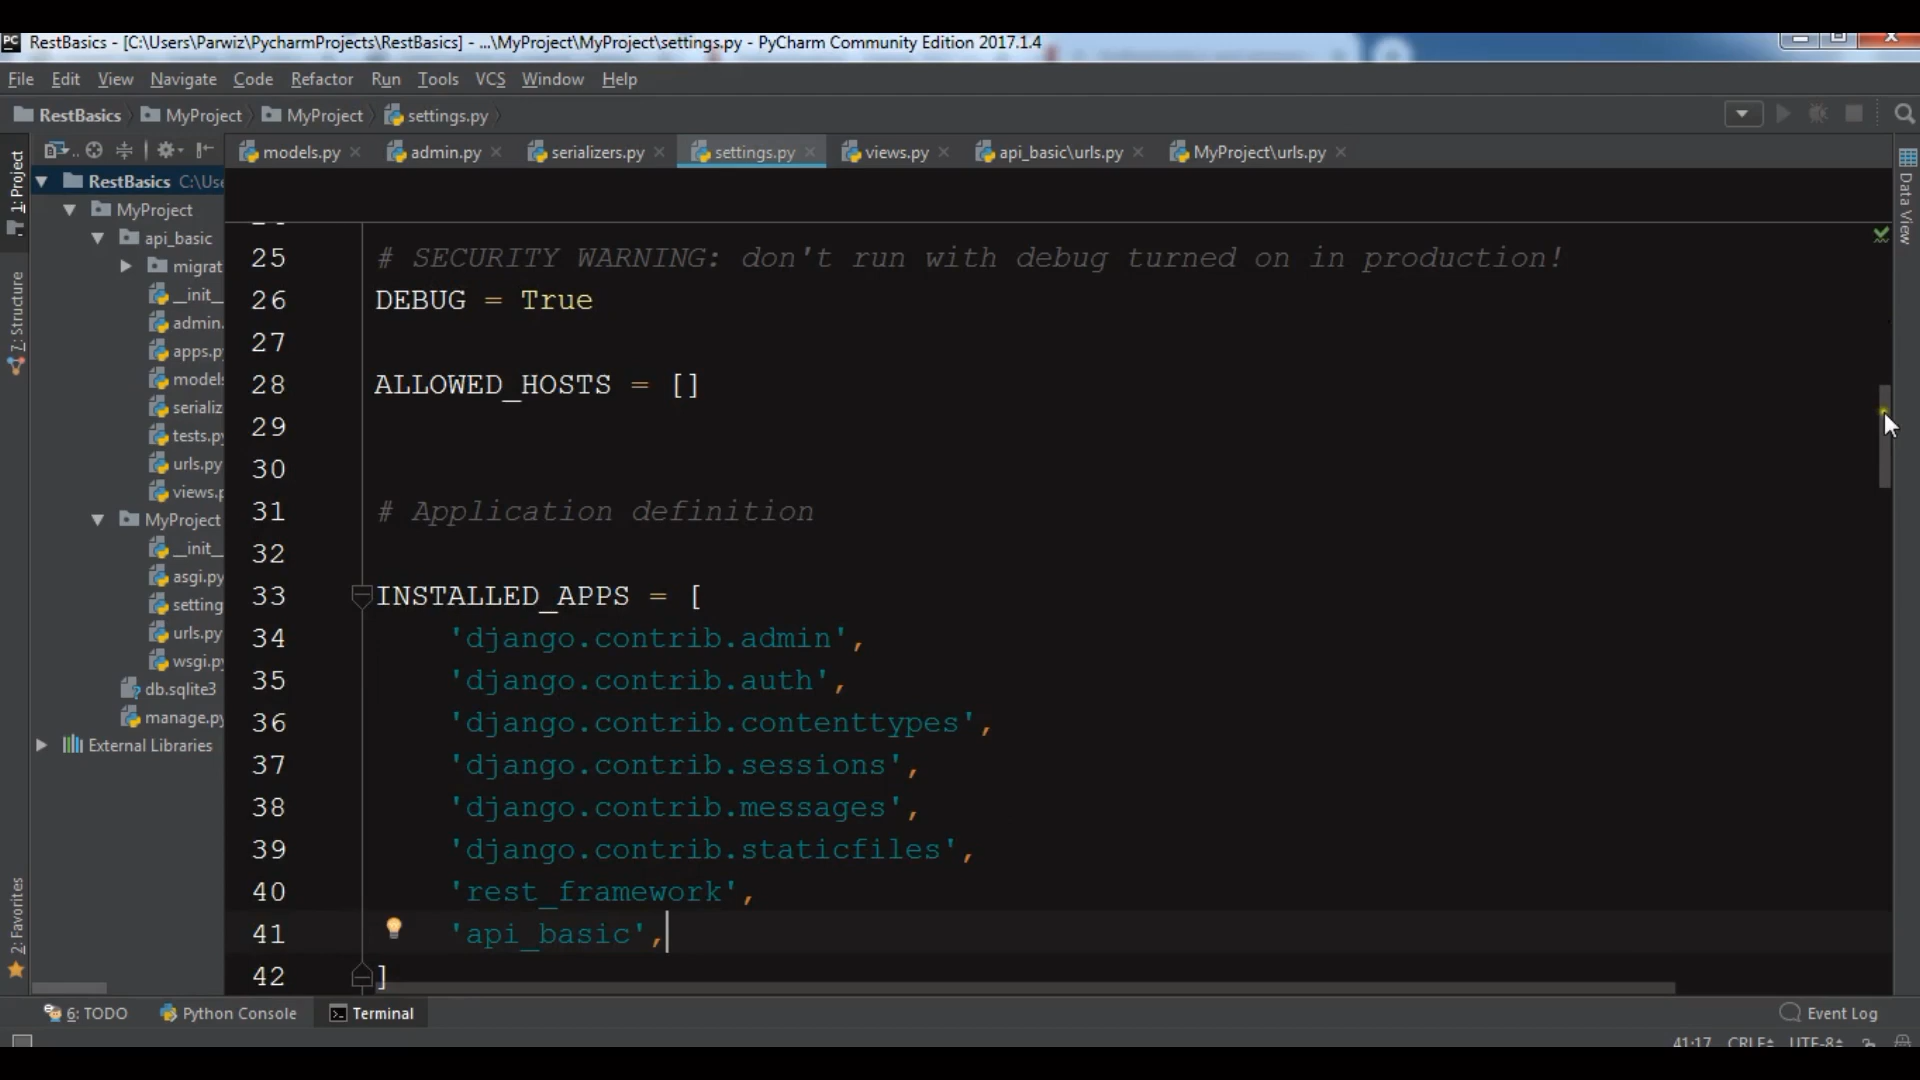 RestBasics - [C:\Users\Parwiz\PycharmProjects\RestBasics] - ...\MyProject\MyProject\settings.py - PyCharm Community Edition 2017.1.4
File Edit View Navigate Code Refactor Run Tools VCS Window Help
RestBasics MyProject MyProject settings.py
models.py admin.py serializers.py settings.py views.py api_basic\urls.py MyProject\urls.py
1: Project
7: Structure
2: Favorites
RestBasics C:\Use
MyProject
api_basic
migrat
__init__
admin.
apps.p
model
serializ
tests.p
urls.py
views.p
MyProject
__init__
asgi.py
setting
urls.py
wsgi.p
db.sqlite3
manage.py
External Libraries
25 # SECURITY WARNING: don't run with debug turned on in production!
26 DEBUG = True
27
28 ALLOWED_HOSTS = []
29
30
31 # Application definition
32
33 INSTALLED_APPS = [
34 'django.contrib.admin',
35 'django.contrib.auth',
36 'django.contrib.contenttypes',
37 'django.contrib.sessions',
38 'django.contrib.messages',
39 'django.contrib.staticfiles',
40 'rest_framework',
41 'api_basic',
42 ]
Data View
6: TODO Python Console Terminal Event Log
41:17 CRLF UTF-8